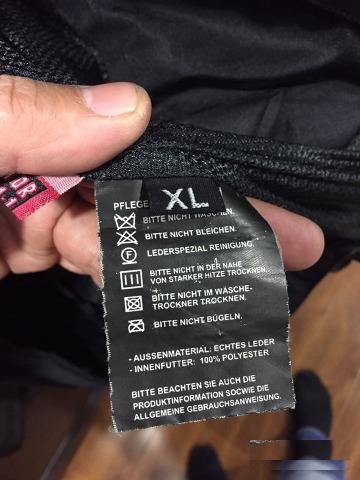 PFLEGE
XL
BITTE NICHT WASCHEN.
BITTE NICHT BLEICHEN.
LEDERSPEZIAL REINIGUNG
BITTE NICHT IN DER NAHE
VON STARKER HITZE TROCKNEN.
BITTE NICHT IM WÄSCHE-
TROCKNER TROCKNEN.
BITTE NICHT BÜGELN.
- AUSSENMATERIAL: ECHTES LEDER
- INNENFUTTER: 100% POLYESTER
BITTE BEACHTEN SIE AUCH DIE
PRODUKTINFORMATION SOCWIE DIE
ALLGEMEINE GEBRAUCHSANWEISUNG.